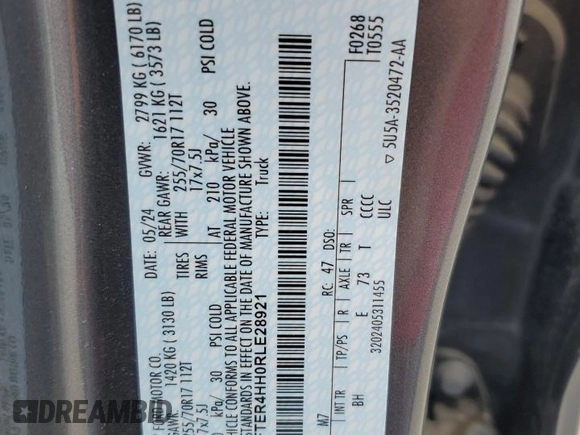 FORD MOTOR CO. DATE: 05/24 GVWR: 2799 KG ( 6170 LB)
1420 KG ( 3130 LB) REAR GAWR: 1621 KG ( 3573 LB)
255/70R17 112T TIRES WITH 255/70R17 112T
17x7.5J RIMS 17x7.5J
kPa/ 30 PSI COLD AT 210 kPa/ 30 PSI COLD
VEHICLE CONFORMS TO ALL APPLICABLE FEDERAL MOTOR VEHICLE
IN EFFECT ON THE DATE OF MANUFACTURE SHOWN ABOVE.
FTER4HH0RLE28921 Truck
F0268
T0555
M7 RC: 47 DSO:
INT TR TP/PS R AXLE TR SPR
BH E 73 T CCCC
3202405311455 ULC
5U5A-3520472-AA
DREAMBID.COM